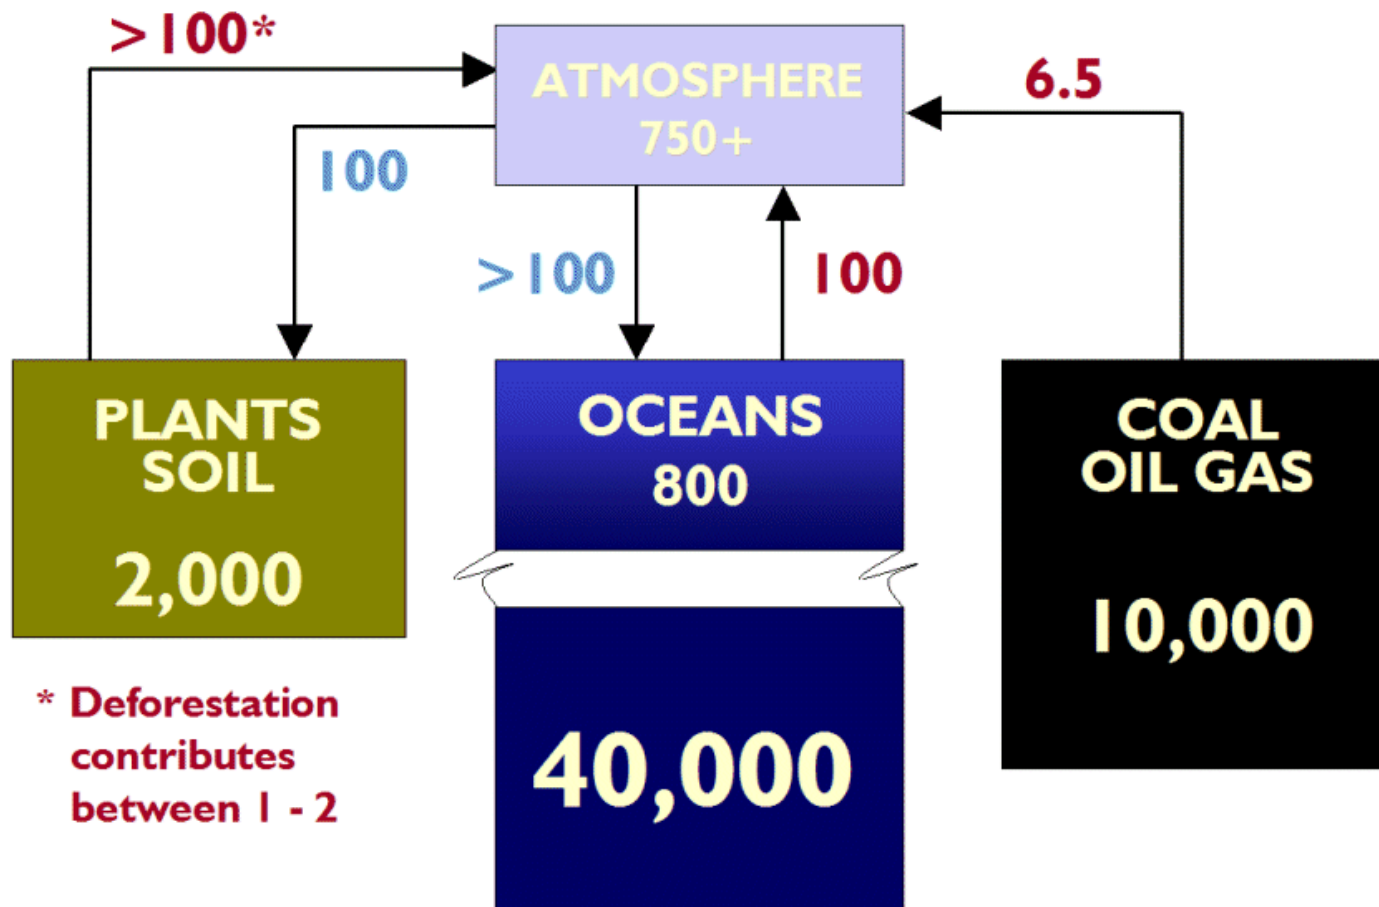 >100*
ATMOSPHERE
750+
6.5
100
>100
100
PLANTS
SOIL
2,000
OCEANS
800
COAL
OIL GAS
10,000
40,000
* Deforestation
contributes
between 1 - 2